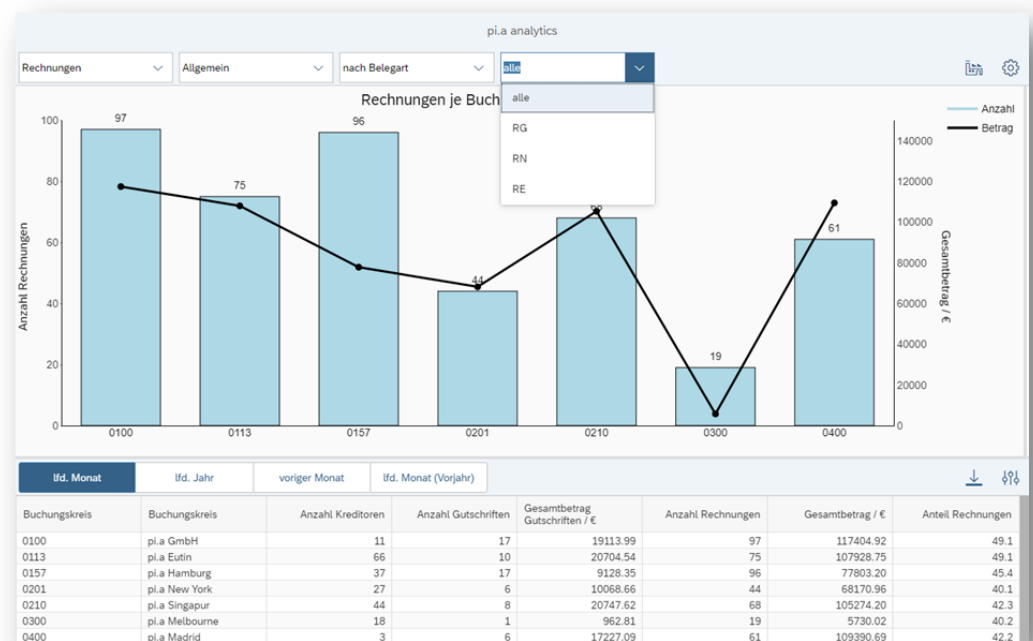 pi.a analytics
Rechnungen Allgemein nach Belegart alle
alle
RG
RN
RE
Rechnungen je Buch
Anzahl
Betrag
Anzahl Rechnungen
100
80
60
40
20
0
97
75
96
44
68
19
61
140000
120000
100000
80000
60000
40000
20000
0
Gesamtbetrag / €
0100 0113 0157 0201 0210 0300 0400
lfd. Monat lfd. Jahr voriger Monat lfd. Monat (Vorjahr)
Buchungskreis Buchungskreis Anzahl Kreditoren Anzahl Gutschriften Gesamtbetrag Gutschriften / € Anzahl Rechnungen Gesamtbetrag / € Anteil Rechnungen
0100 pi.a GmbH 11 17 19113.99 97 117404.92 49.1
0113 pi.a Eutin 66 10 20704.54 75 107928.75 49.1
0157 pi.a Hamburg 37 17 9128.35 96 77803.20 45.4
0201 pi.a New York 27 6 10068.66 44 68170.96 40.1
0210 pi.a Singapur 44 8 20747.62 68 105274.20 42.3
0300 pi.a Melbourne 18 1 962.81 19 5730.02 40.2
0400 pi.a Madrid 3 6 17227.09 61 109390.61 42.2